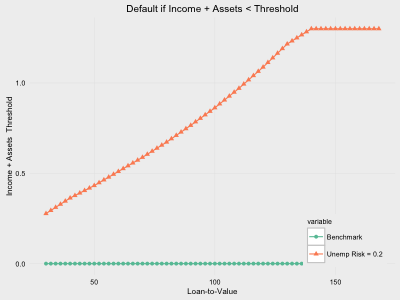 Default if Income + Assets < Threshold
Income + Assets  Threshold
1.0
0.5
0.0
variable
Benchmark
Unemp Risk = 0.2
50
100
150
Loan-to-Value